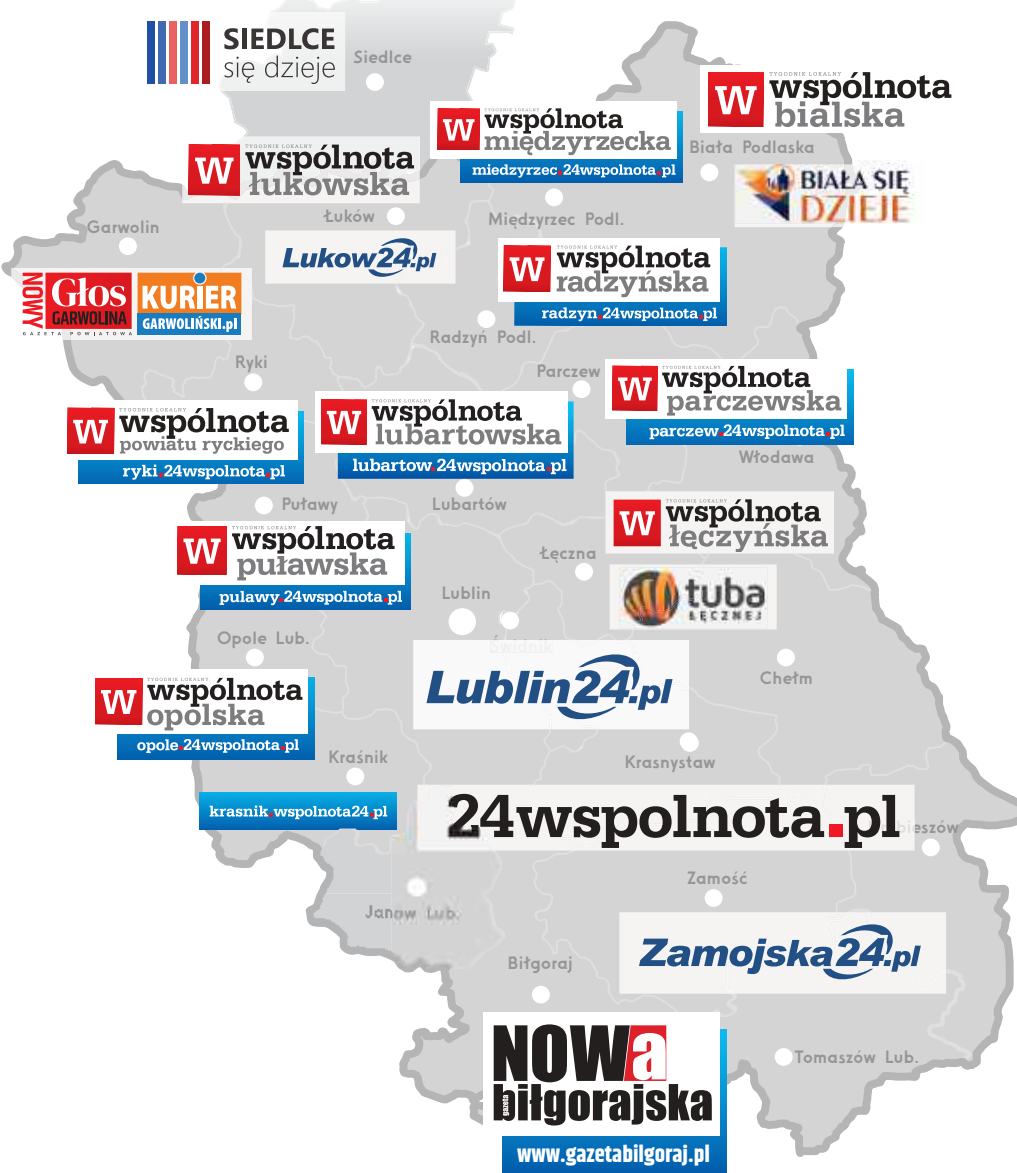 SIEDLCE
się dzieje
Siedlce
TYGODNIK LOKALNY
W wspólnota
bialska
Biała Podlaska
BIAŁA SIĘ
DZIEJE
TYGODNIK LOKALNY
W wspólnota
międzyrzecka
miedzyrzec.24wspolnota.pl
Międzyrzec Podl.
TYGODNIK LOKALNY
W wspólnota
łukowska
Łuków
Lukow24.pl
Garwolin
NOWY
Głos
GARWOLINA
GAZETA POWIATOWA
KURIER
GARWOLIŃSKI.pl
TYGODNIK LOKALNY
W wspólnota
radzyńska
radzyn.24wspolnota.pl
Radzyń Podl.
Ryki
Parczew
TYGODNIK LOKALNY
W wspólnota
parczewska
parczew.24wspolnota.pl
Włodawa
TYGODNIK LOKALNY
W wspólnota
powiatu ryckiego
ryki.24wspolnota.pl
TYGODNIK LOKALNY
W wspólnota
lubartowska
lubartow.24wspolnota.pl
Lubartów
Puławy
TYGODNIK LOKALNY
W wspólnota
puławska
pulawy.24wspolnota.pl
TYGODNIK LOKALNY
W wspólnota
łęczyńska
Łęczna
tuba
ŁĘCZNEJ
Lublin
Świdnik
Lublin24.pl
Opole Lub.
TYGODNIK LOKALNY
W wspólnota
opolska
opole.24wspolnota.pl
Chełm
Kraśnik
Krasnystaw
krasnik.wspolnota24.pl
24wspolnota.pl
bieszów
Zamość
Janow Lub.
Zamojska24.pl
Biłgoraj
NOWa
gazeta
biłgorajska
www.gazetabilgoraj.pl
Tomaszów Lub.